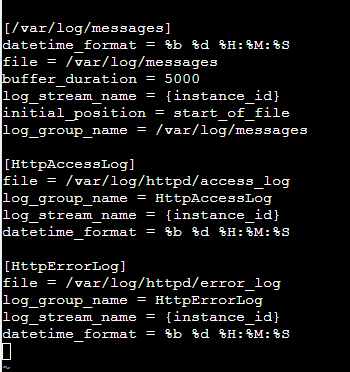 [/var/log/messages]
datetime_format = %b %d %H:%M:%S
file = /var/log/messages
buffer_duration = 5000
log_stream_name = {instance_id}
initial_position = start_of_file
log_group_name = /var/log/messages

[HttpAccessLog]
file = /var/log/httpd/access_log
log_group_name = HttpAccessLog
log_stream_name = {instance_id}
datetime_format = %b %d %H:%M:%S

[HttpErrorLog]
file = /var/log/httpd/error_log
log_group_name = HttpErrorLog
log_stream_name = {instance_id}
datetime_format = %b %d %H:%M:%S
~